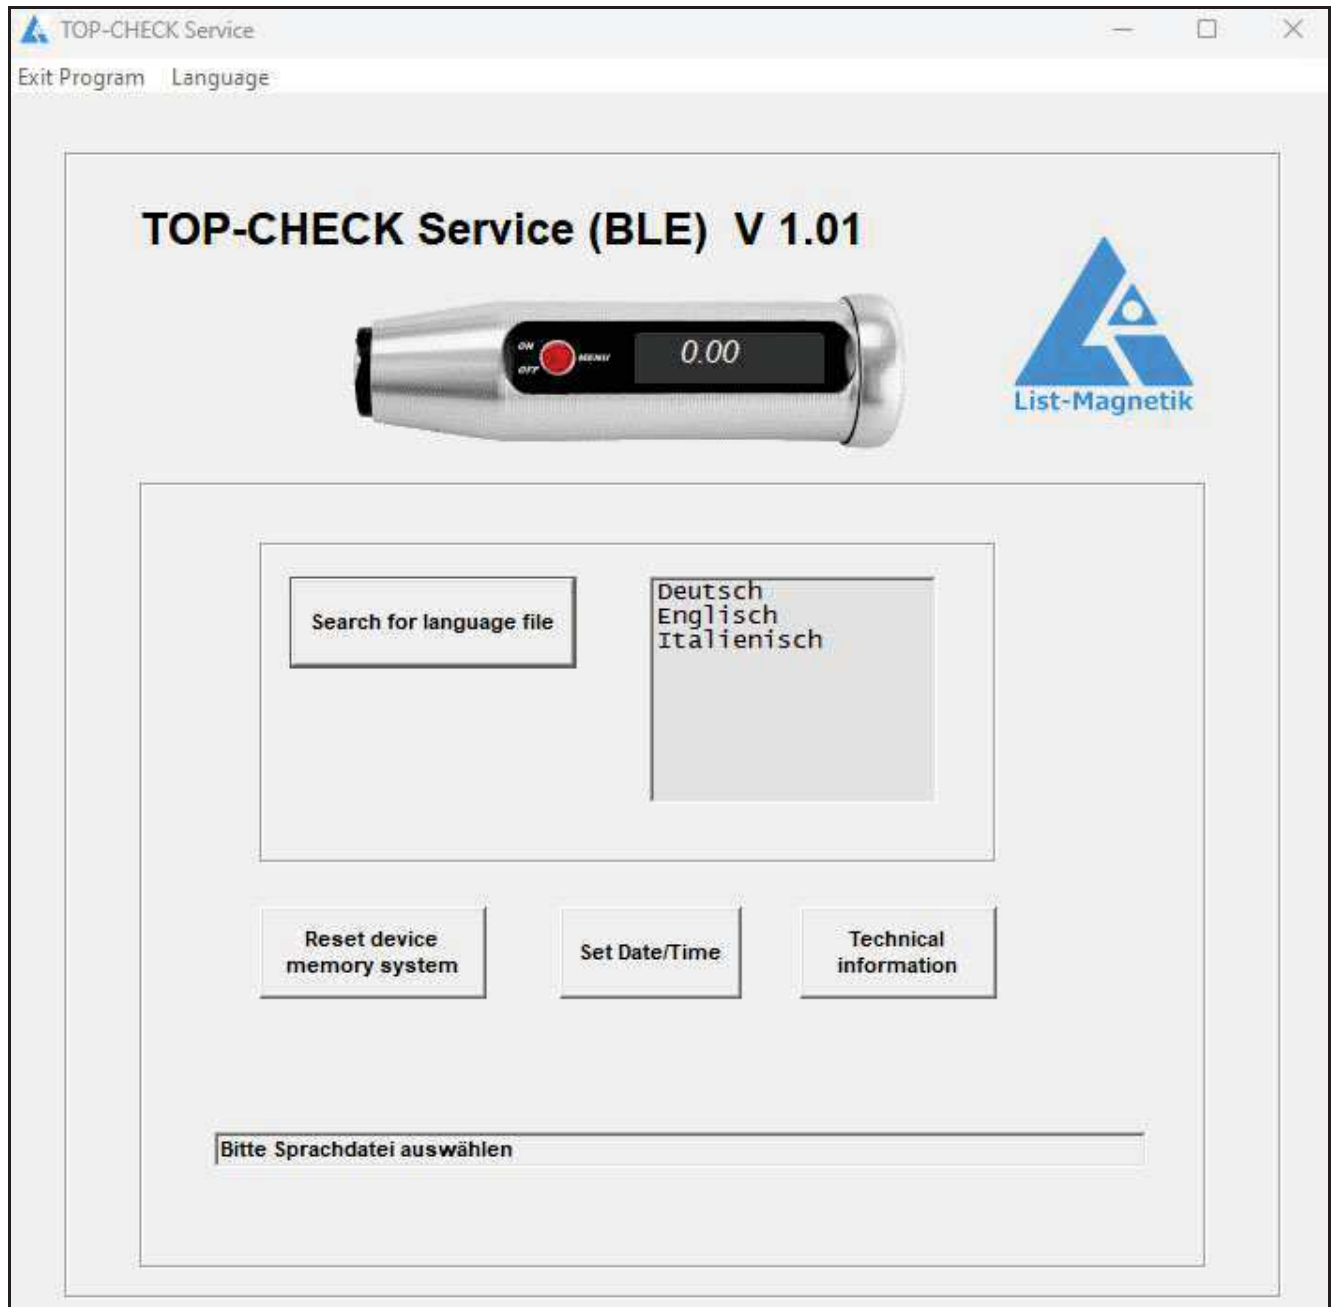 TOP-CHECK Service
Exit Program Language
TOP-CHECK Service (BLE) V 1.01
ON
OFF
MENU
0.00
List-Magnetik
Search for language file
Deutsch
Englisch
Italienisch
Reset device
memory system
Set Date/Time
Technical
information
Bitte Sprachdatei auswählen